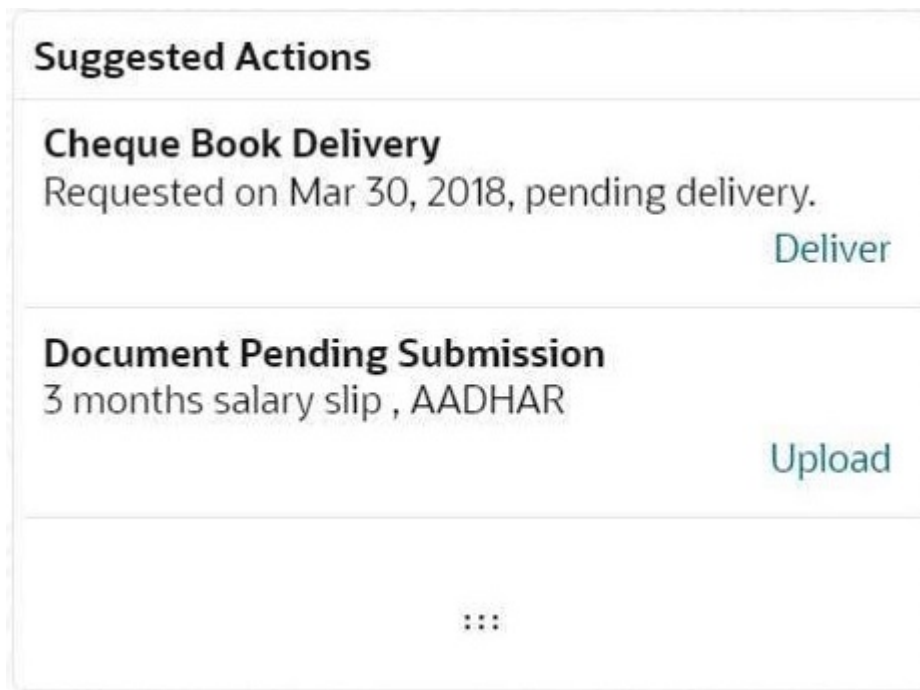 Suggested Actions
Cheque Book Delivery
Requested on Mar 30, 2018, pending delivery.
Deliver
Document Pending Submission
3 months salary slip , AADHAR
Upload